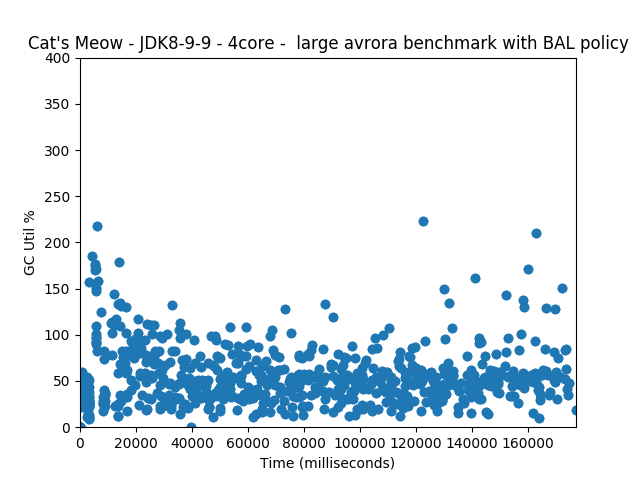 Cat's Meow - JDK8-9-9 - 4core -  large avrora benchmark with BAL policy
400
350
300
250
200
150
100
50
0
GC Util %
0 20000 40000 60000 80000 100000 120000 140000 160000
Time (milliseconds)